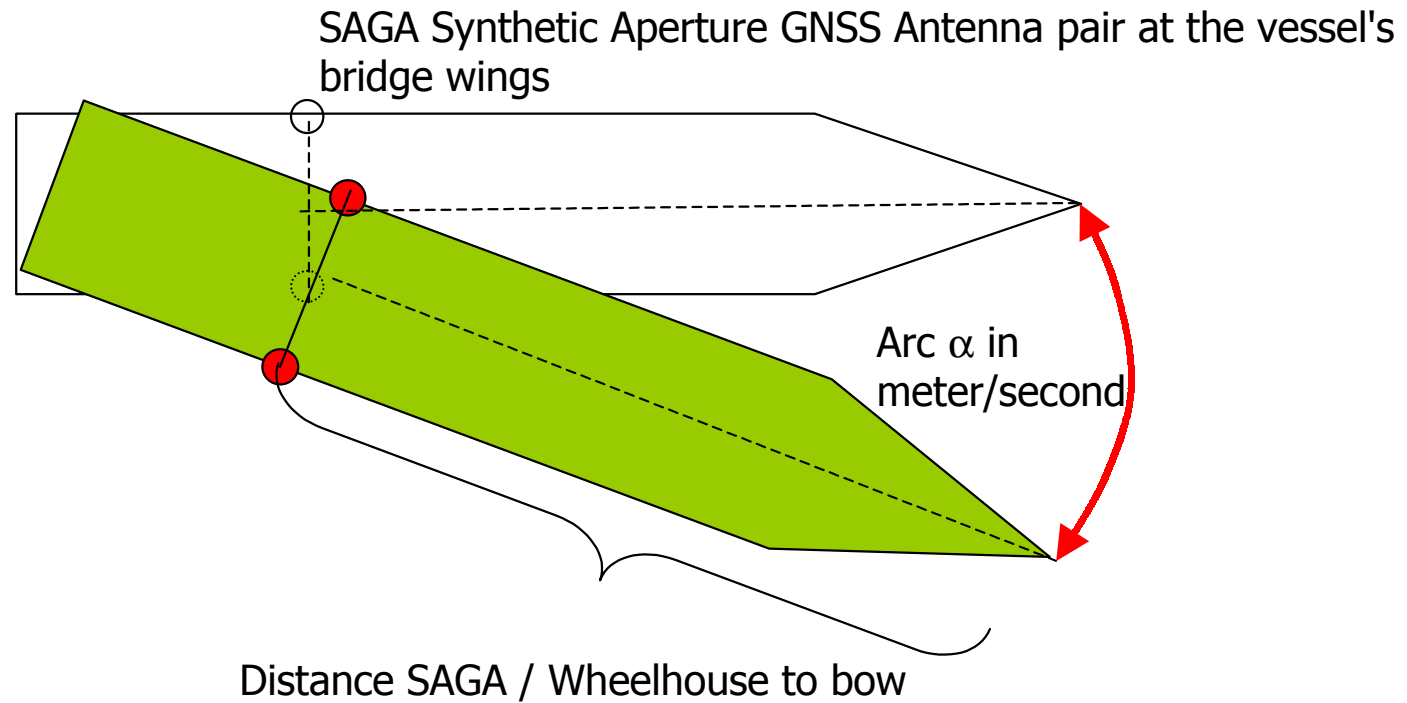 SAGA Synthetic Aperture GNSS Antenna pair at the vessel's
bridge wings
Arc α in
meter/second
Distance SAGA / Wheelhouse to bow